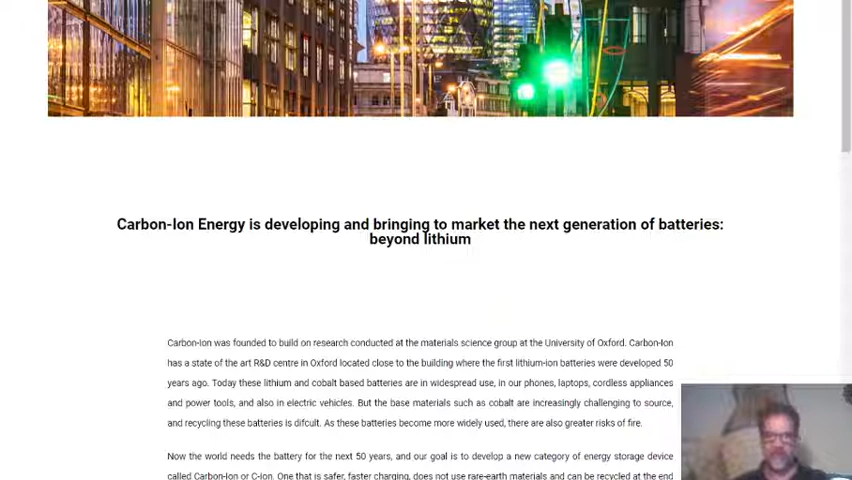 Carbon-Ion Energy is developing and bringing to market the next generation of batteries:
beyond lithium
Carbon-Ion was founded to build on research conducted at the materials science group at the University of Oxford. Carbon-Ion
has a state of the art R&D centre in Oxford located close to the building where the first lithium-ion batteries were developed 50
years ago. Today these lithium and cobalt based batteries are in widespread use, in our phones, laptops, cordless appliances
and power tools, and also in electric vehicles. But the base materials such as cobalt are increasingly challenging to source,
and recycling these batteries is difcult. As these batteries become more widely used, there are also greater risks of fire.
Now the world needs the battery for the next 50 years, and our goal is to develop a new category of energy storage device
called Carbon-Ion or C-Ion. One that is safer, faster charging, does not use rare-earth materials and can be recycled at the end